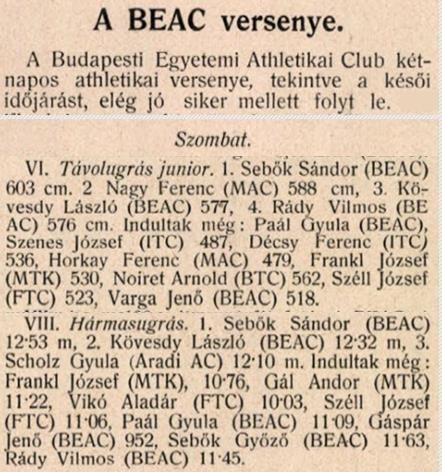 A BEAC versenye.
A Budapesti Egyetemi Athletikai Club két-
napos athletikai versenye, tekintve a késői
időjárást, elég jó siker mellett folyt le.
Szombat.
VI. Távolugrás junior. 1. Sebők Sándor (BEAC)
603 cm. 2 Nagy Ferenc (MAC) 588 cm, 3. Kö-
vesdy László (BEAC) 577, 4. Rády Vilmos (BE
AC) 576 cm. Indultak még: Paál Gyula (BEAC),
Szenes József (ITC) 487, Décsy Ferenc (ITC)
536, Horkay Ferenc (MAC) 479, Frankl József
(MTK) 530, Noiret Arnold (BTC) 562, Széll József
(FTC) 523, Varga Jenő (BEAC) 518.
VIII. Hármasugrás. 1. Sebők Sándor (BEAC)
12·53 m, 2. Kövesdy László (BEAC) 12·32 m, 3.
Scholz Gyula (Aradi AC) 12·10 m. Indultak még:
Frankl József (MTK), 10·76, Gál Andor (MTK)
11·22, Vikó Aladár (FTC) 10·03, Széll József
(FTC) 11·06, Paál Gyula (BEAC) 11·09, Gáspár
Jenő (BEAC) 952, Sebők Győző (BEAC) 11·63,
Rády Vilmos (BEAC) 11·45.